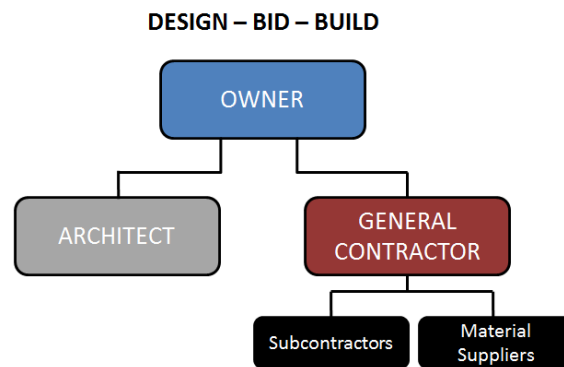 DESIGN – BID – BUILD
OWNER
ARCHITECT
GENERAL
CONTRACTOR
Subcontractors
Material
Suppliers